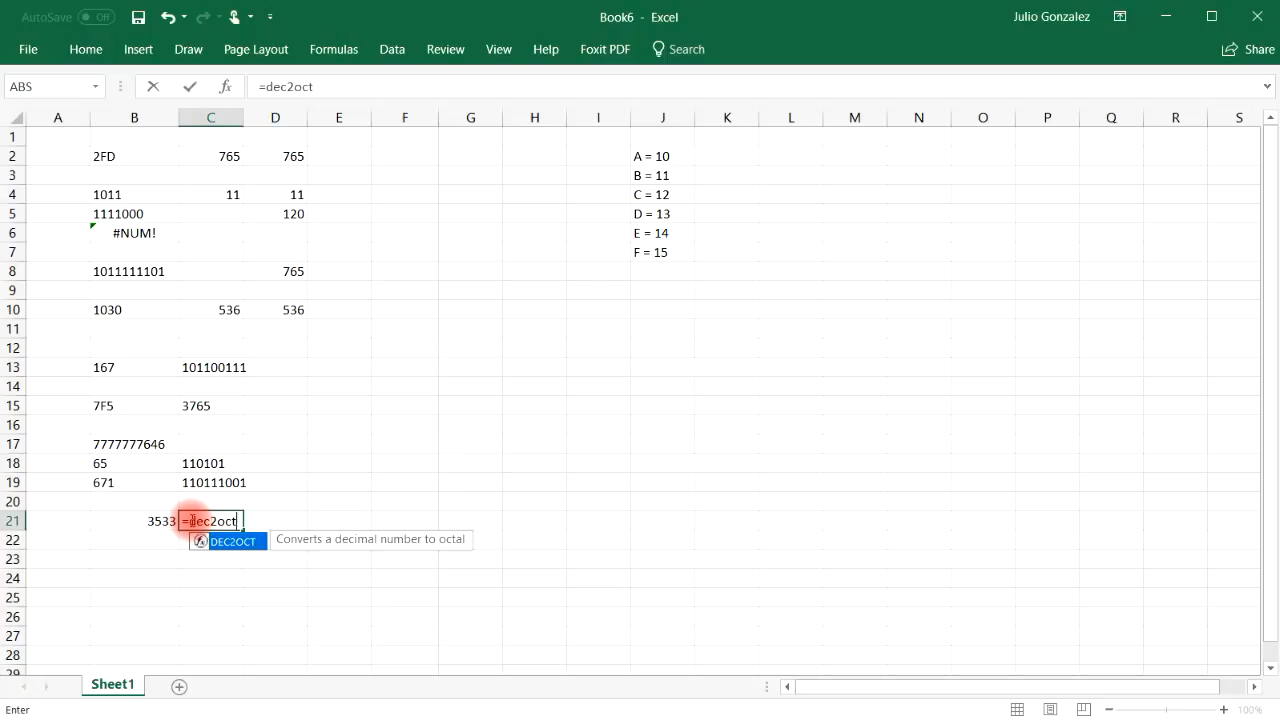 AutoSave Off Book6 - Excel Julio Gonzalez
File Home Insert Draw Page Layout Formulas Data Review View Help Foxit PDF Search Share
ABS fx =dec2oct
A B C D E F G H I J K L M N O P Q R S
1
2 2FD 765 765 A = 10
3 B = 11
4 1011 11 11 C = 12
5 1111000 120 D = 13
6 #NUM! E = 14
7 F = 15
8 1011111101 765
9
10 1030 536 536
11
12
13 167 101100111
14
15 7F5 3765
16
17 7777777646
18 65 110101
19 671 110111001
20
21 3533 =dec2oct
22 DEC2OCT Converts a decimal number to octal
23
24
25
26
27
28
29
Sheet1
Enter 100%